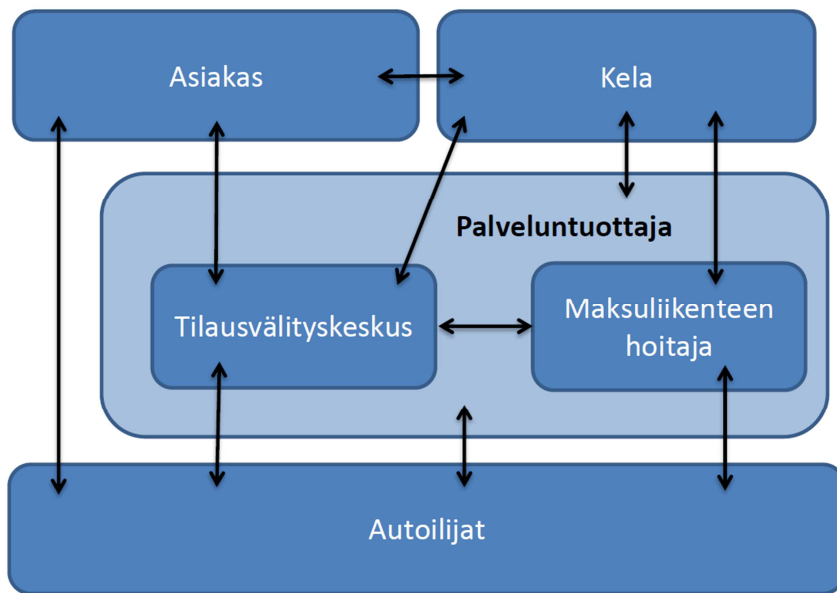 Asiakas
Kela
Palveluntuottaja
Tilausvälityskeskus
Maksuliikenteen
hoitaja
Autoilijat